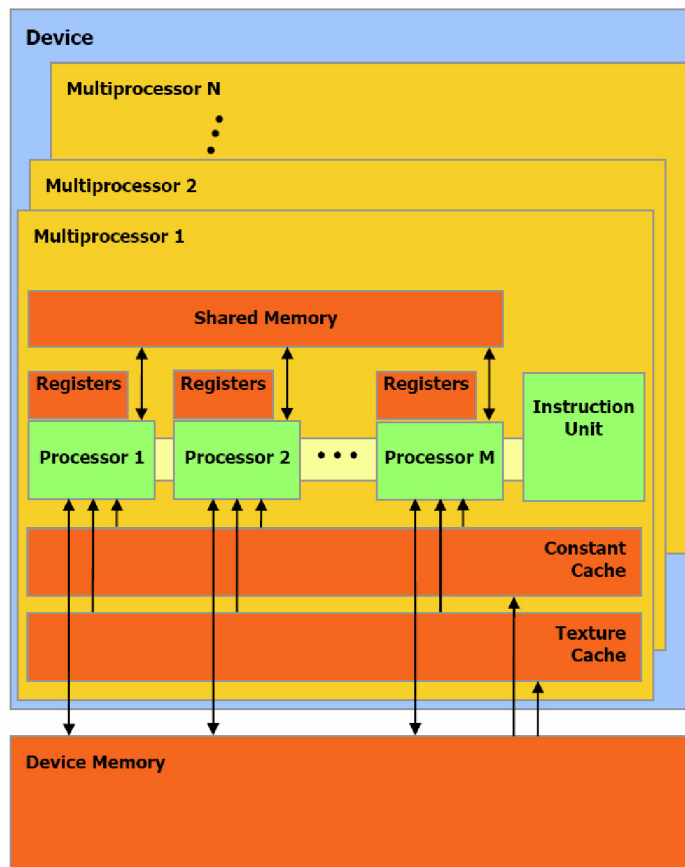 Device
Multiprocessor N
Multiprocessor 2
Multiprocessor 1
Shared Memory
Registers
Registers
Registers
Instruction
Unit
Processor 1
Processor 2
Processor M
Constant
Cache
Texture
Cache
Device Memory